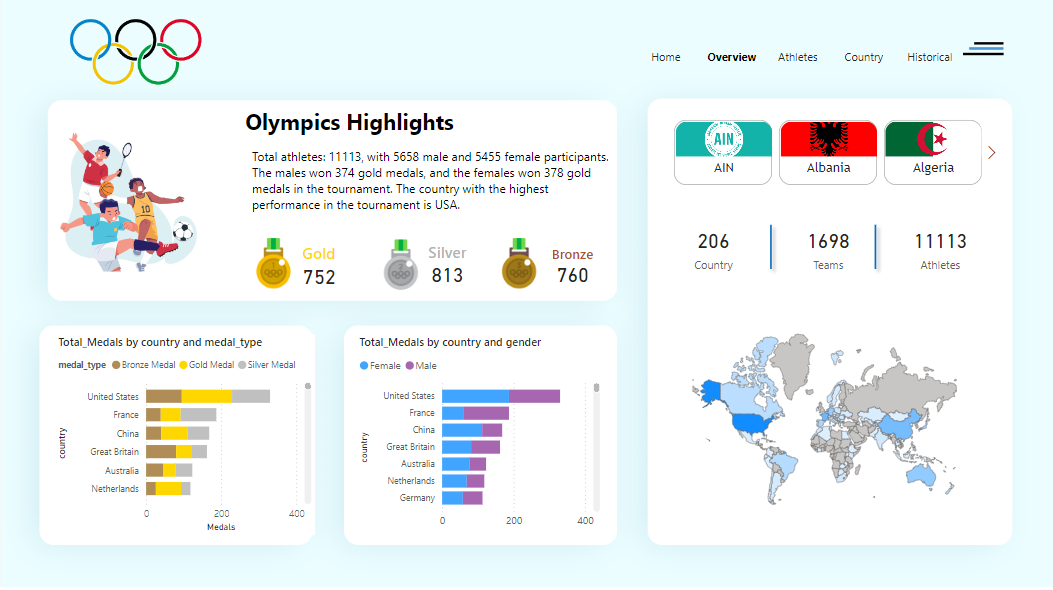 Home Overview Athletes Country Historical
Olympics Highlights
Total athletes: 11113, with 5658 male and 5455 female participants.
The males won 374 gold medals, and the females won 378 gold
medals in the tournament. The country with the highest
performance in the tournament is USA.
Gold
752
Silver
813
Bronze
760
10
AIN
AIN
Albania
Algeria
206
Country
1698
Teams
11113
Athletes
Total_Medals by country and medal_type
medal_type Bronze Medal Gold Medal Silver Medal
country
United States
France
China
Great Britain
Australia
Netherlands
0 200 400
Medals
Total_Medals by country and gender
Female Male
country
United States
France
China
Great Britain
Australia
Netherlands
Germany
0 200 400